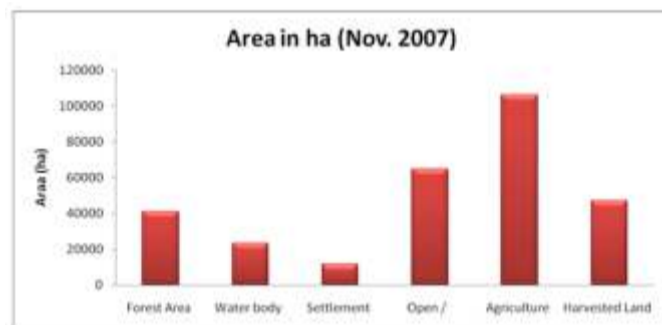 Area in ha (Nov. 2007)
120000
100000
80000
60000
40000
20000
0
Araa (ha)
Forest Area
Water body
Settlement
Open /
Agriculture
Harvested Land